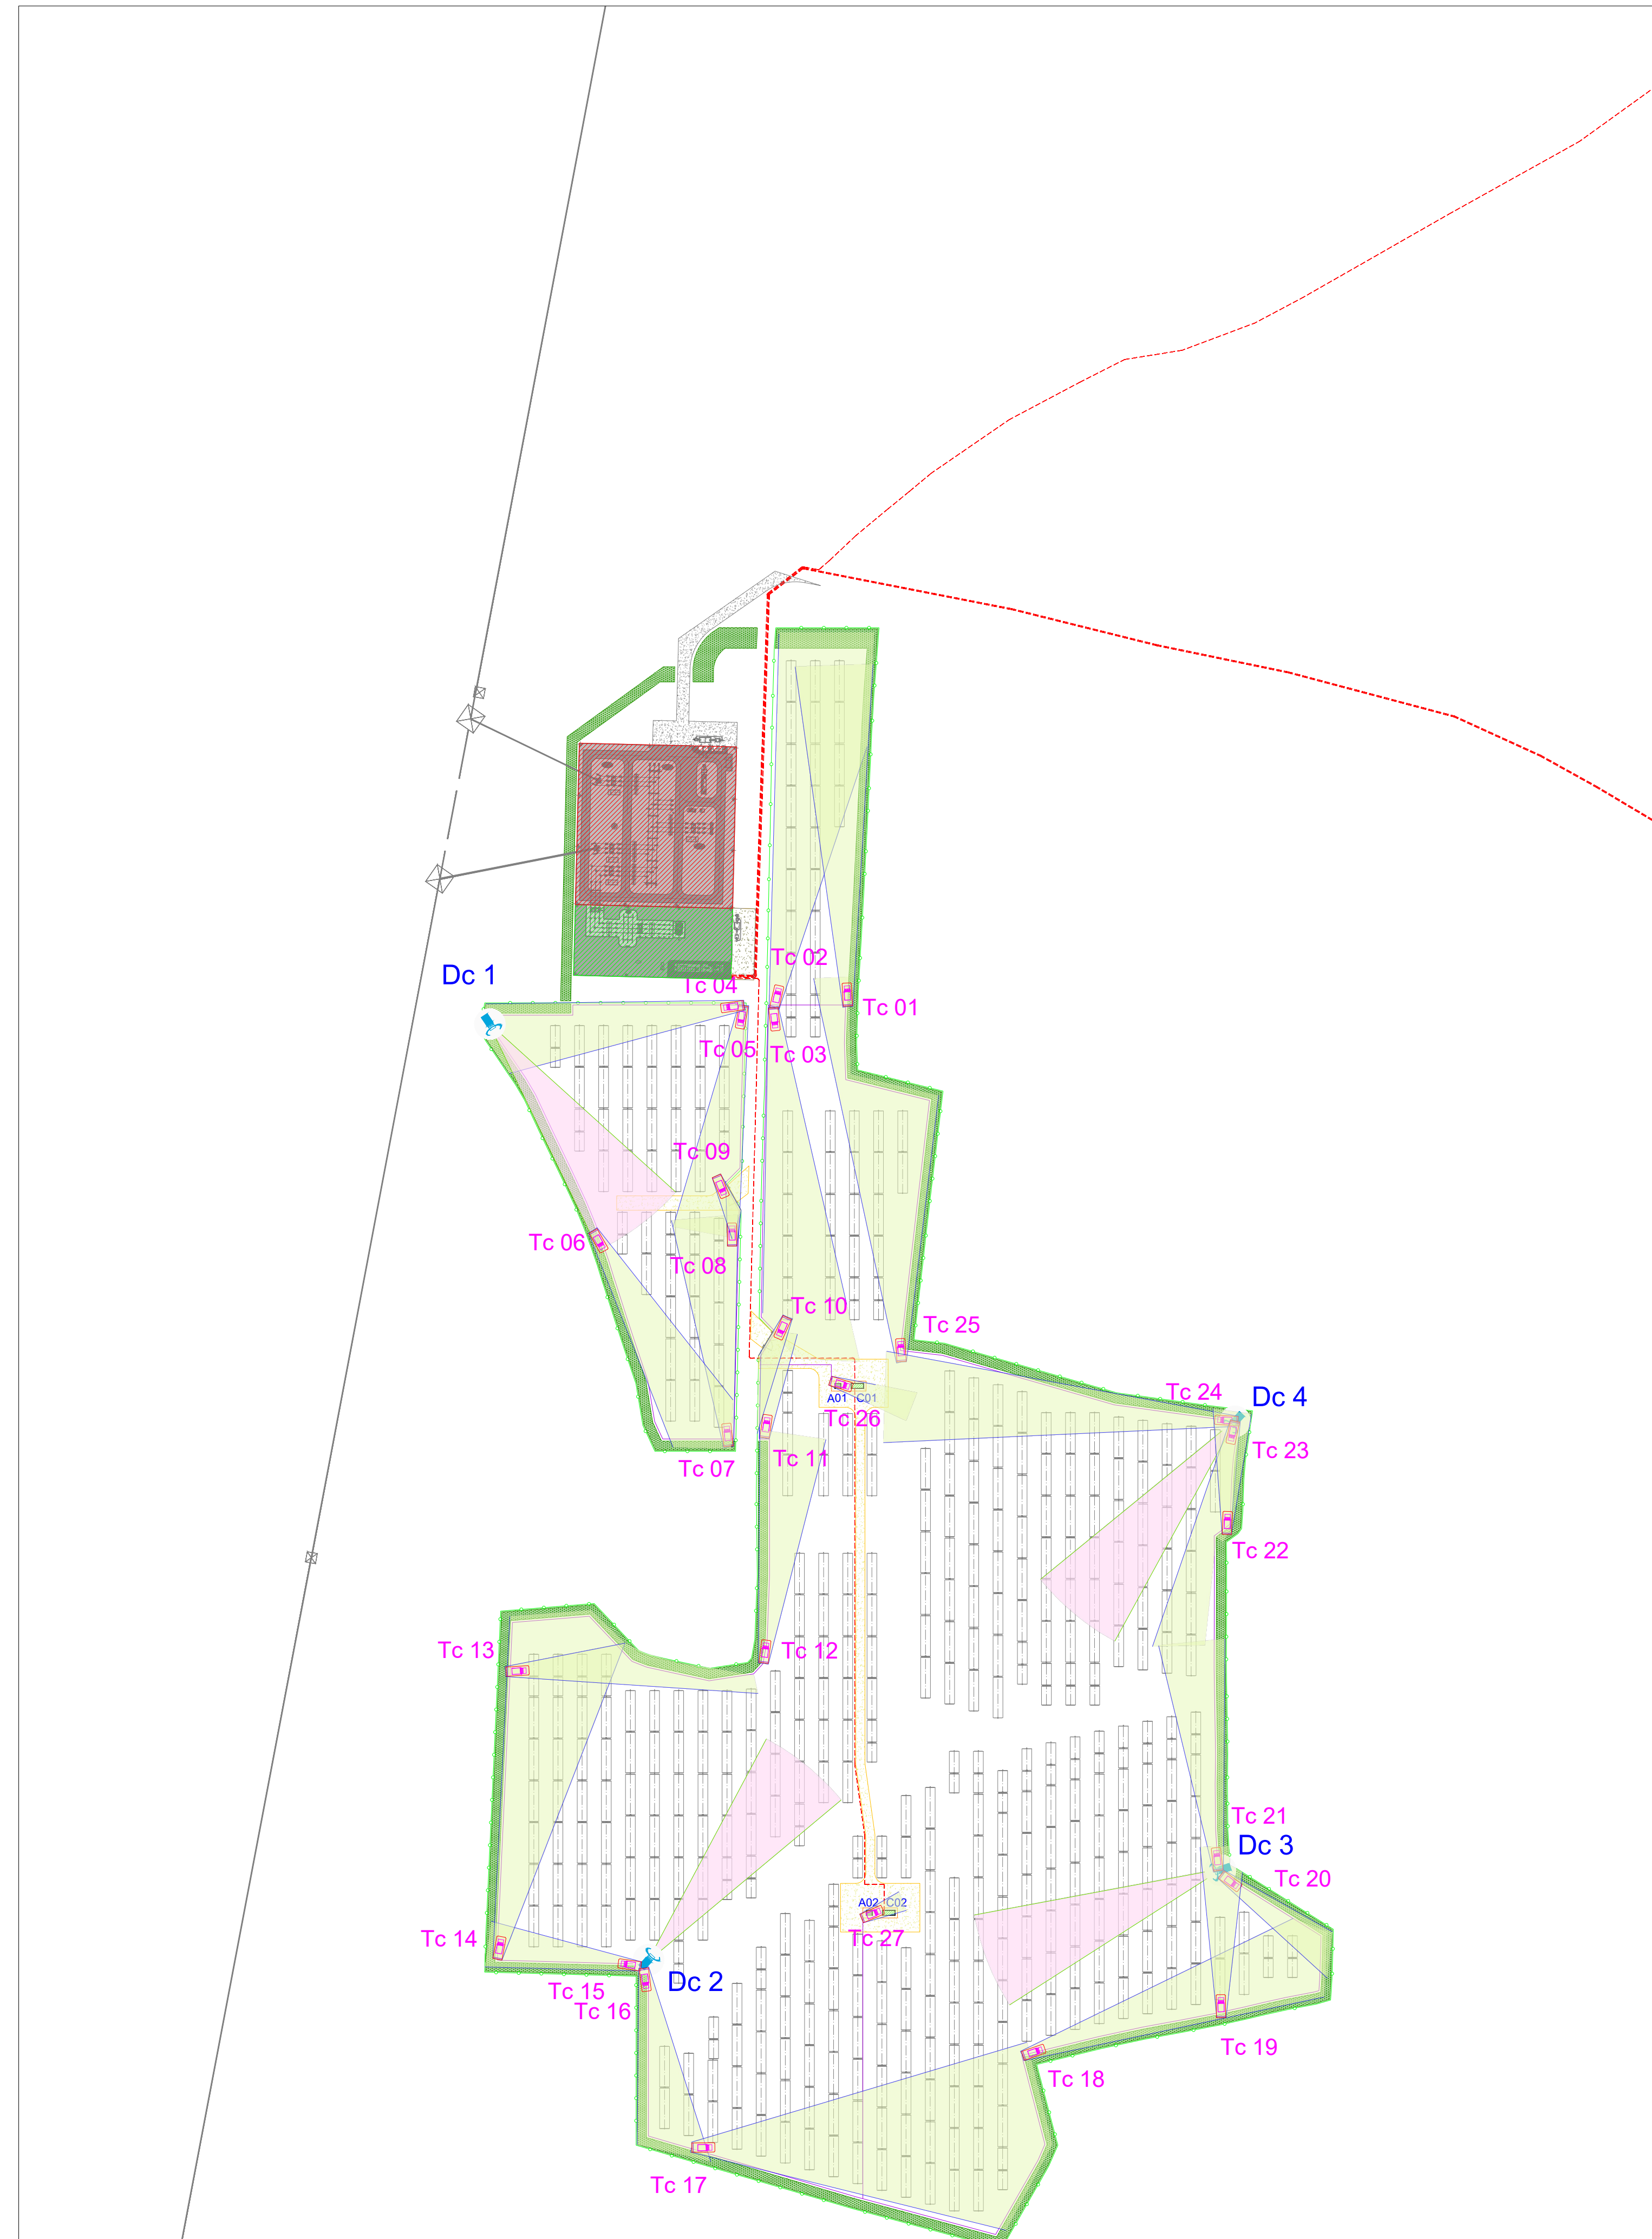 Tc 02
Dc 1
Tc 04
Tc 01
Tc 05
Tc 03
Tc 09
Tc 06
Tc 08
Tc 10
Tc 25
A01
C01
Tc 24
Dc 4
Tc 26
Tc 23
Tc 11
Tc 07
Tc 22
Tc 13
Tc 12
Tc 21
Dc 3
Tc 20
A02
C02
Tc 27
Tc 14
Dc 2
Tc 15
Tc 16
Tc 19
Tc 18
Tc 17